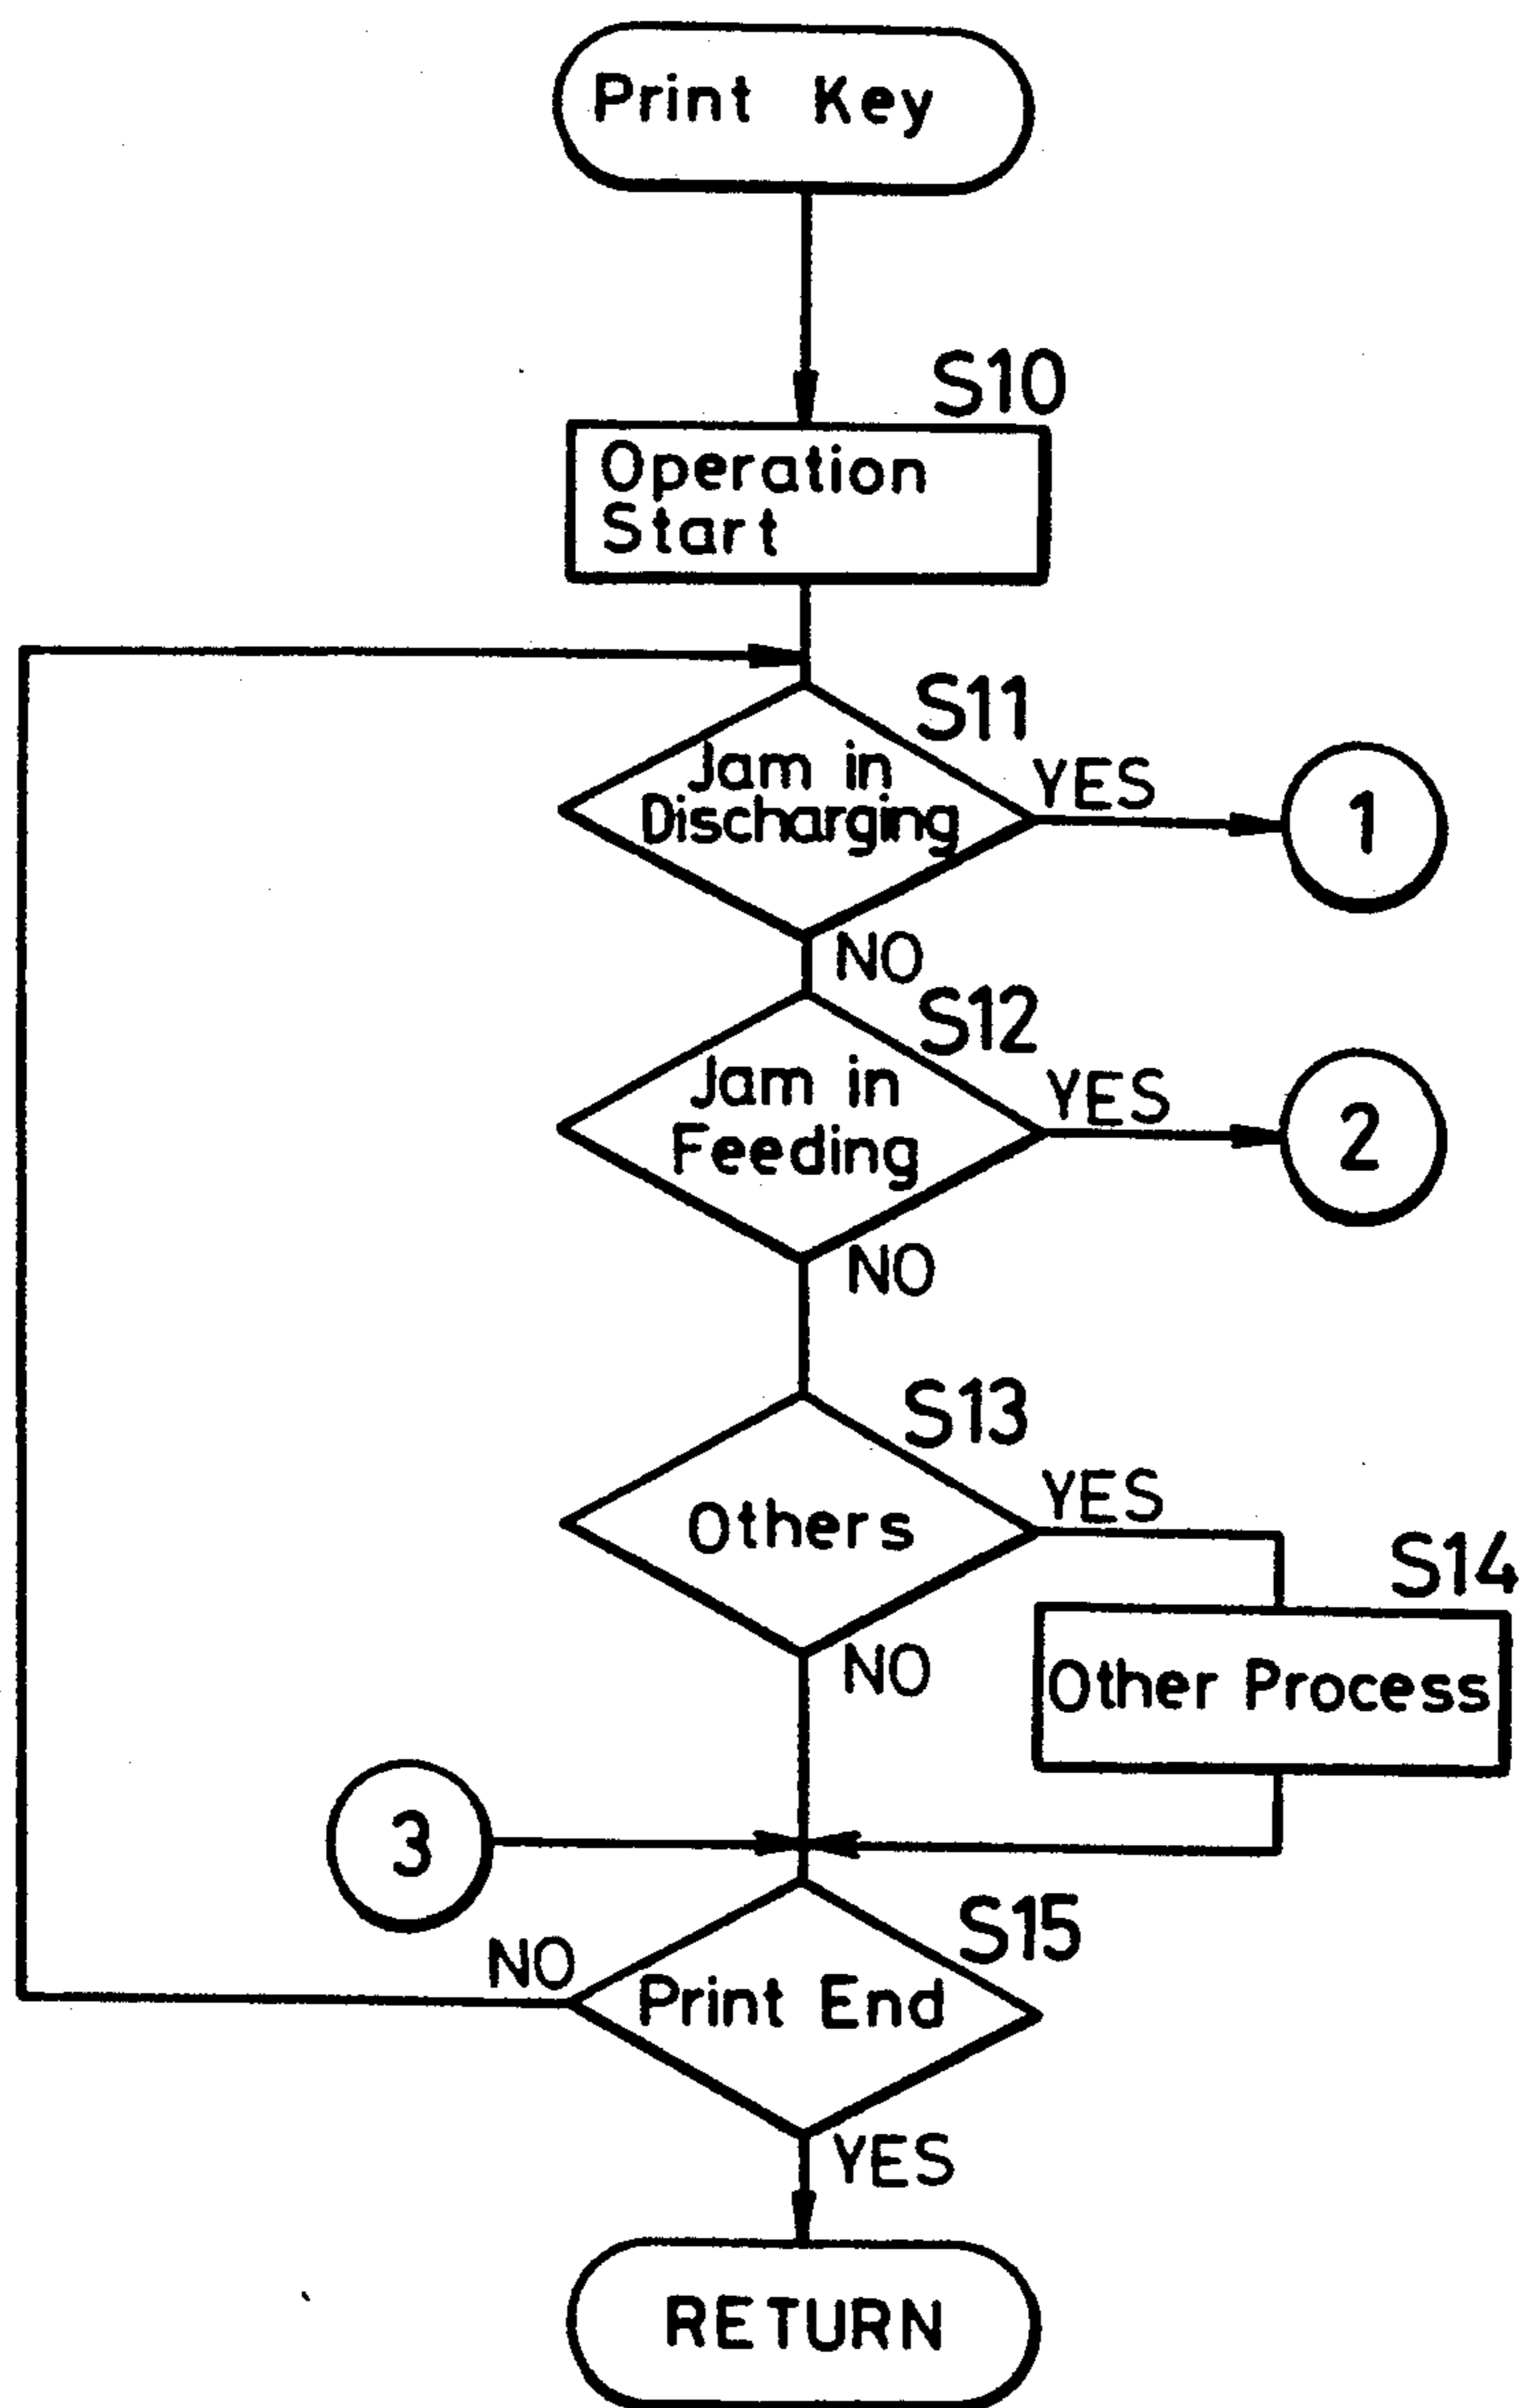 Print Key
S10
Operation
Start
S11
Jam in
Discharging
YES
1
NO
S12
Jam in
Feeding
YES
2
NO
S13
Others
YES
S14
Other Process
NO
3
S15
NO
Print End
YES
RETURN